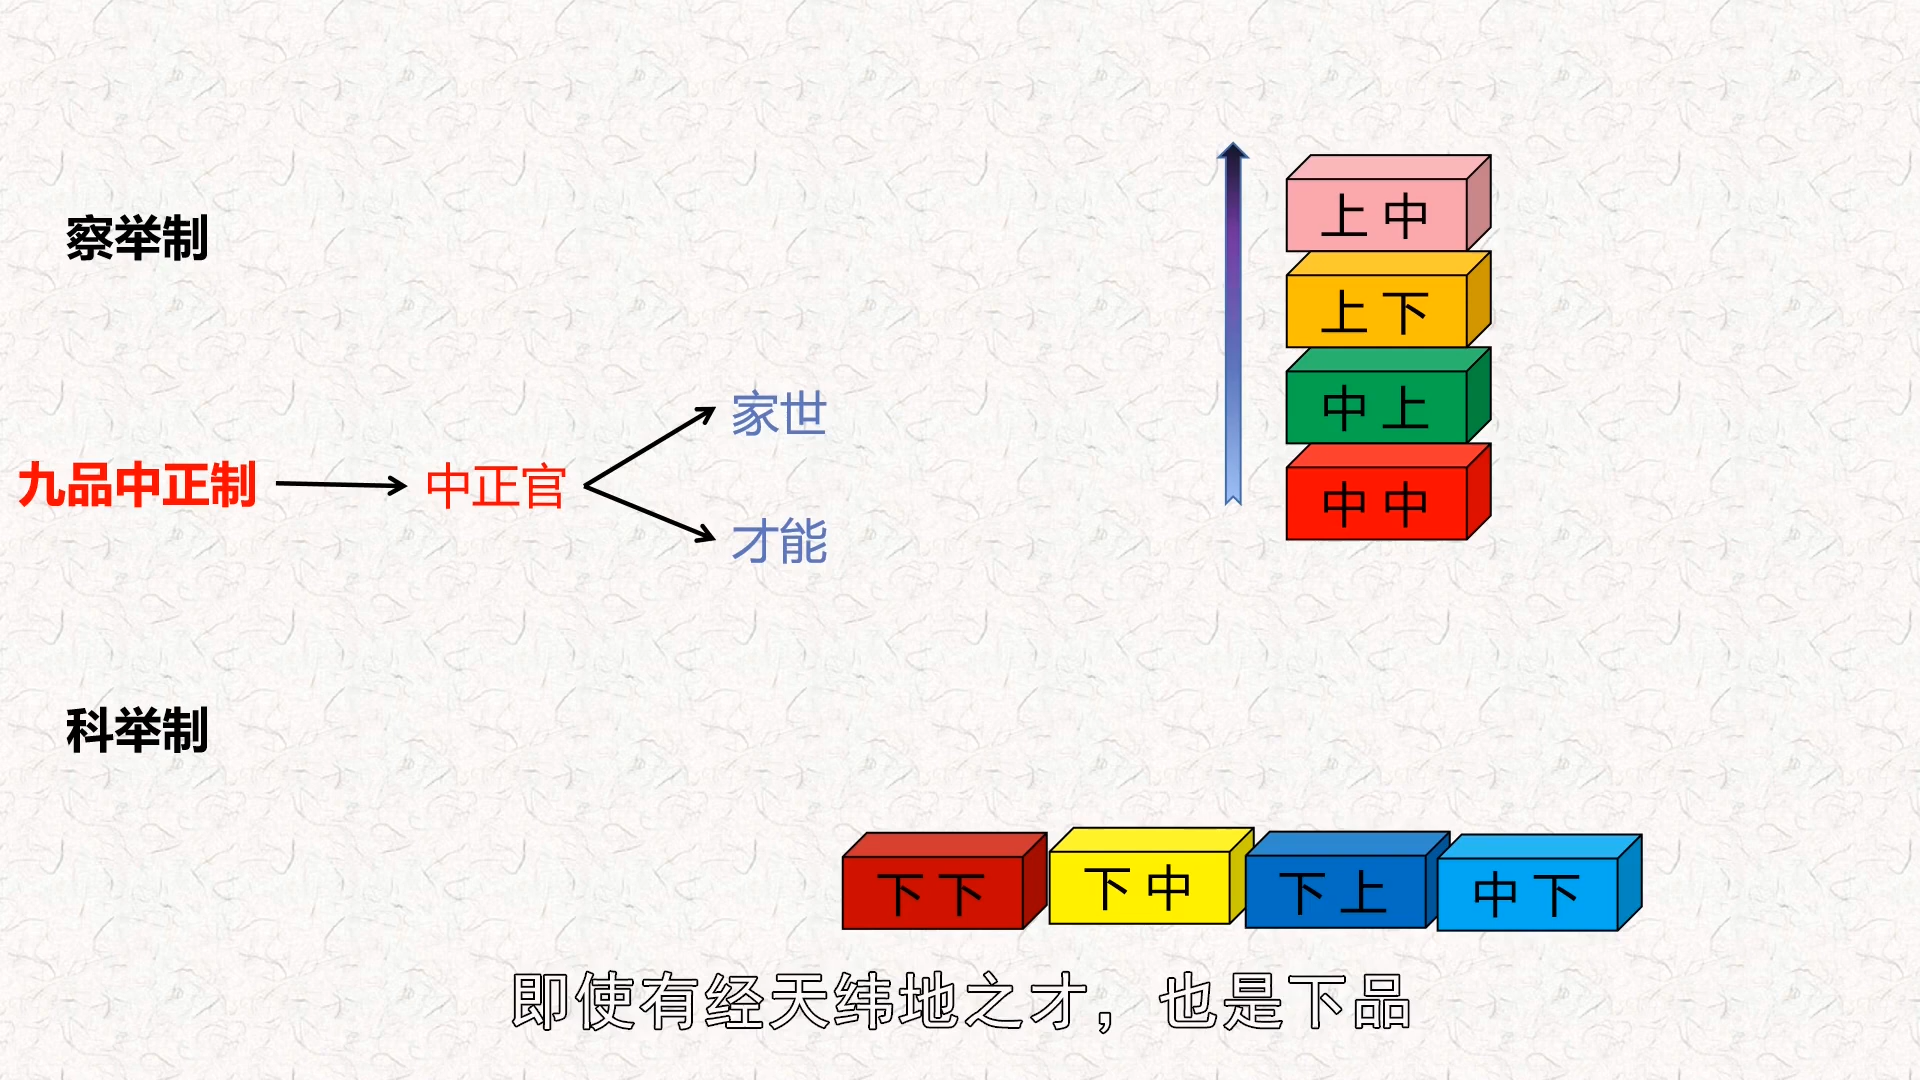 察举制
九品中正制
中正官
家世
才能
科举制
上中
上下
中上
中中
下下
下中
下上
中下
即使有经天纬地之才，也是下品